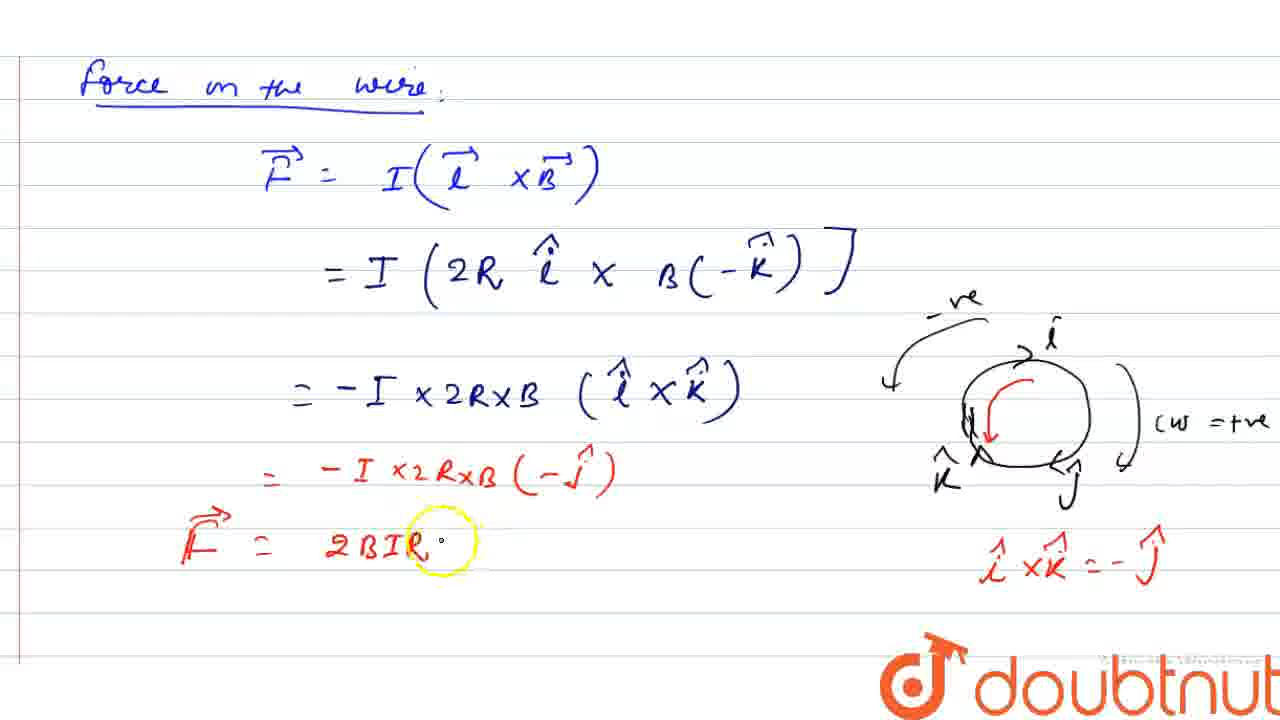 Force on the wire:
F⃗ = I(l⃗ × B⃗)
= I (2R î × B(-k̂)]
= - I × 2R × B (î × k̂)
= - I × 2R × B (-ĵ)
F⃗ = 2BIR
-ve
î
cw = +ve
k̂
ĵ
î × k̂ = -ĵ
doubtnut